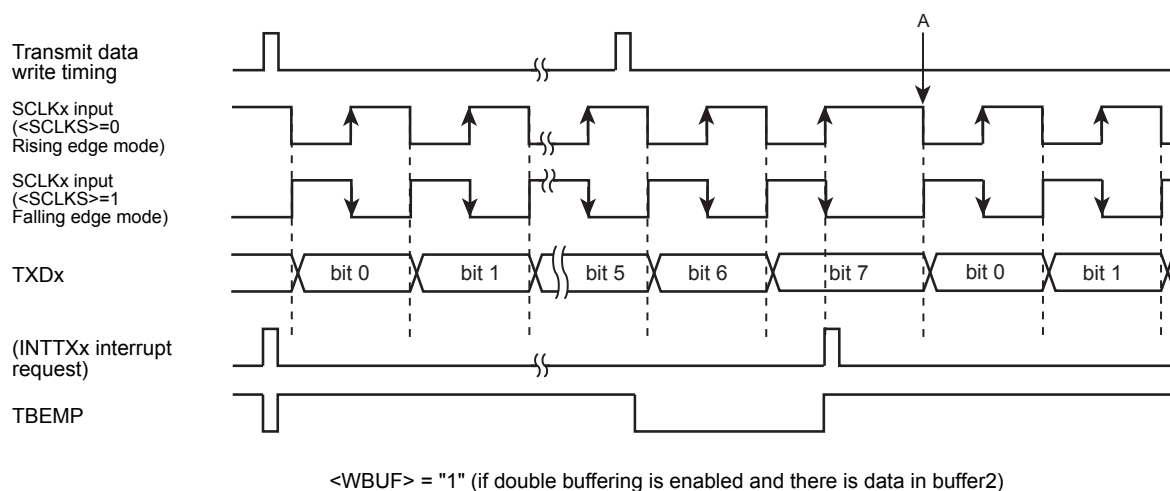 A
Transmit data
write timing
SCLKx input
(<SCLKS>=0
Rising edge mode)
SCLKx input
(<SCLKS>=1
Falling edge mode)
TXDx
bit 0
bit 1
bit 5
bit 6
bit 7
bit 0
bit 1
(INTTXx interrupt
request)
TBEMP
<WBUF> = "1" (if double buffering is enabled and there is data in buffer2)